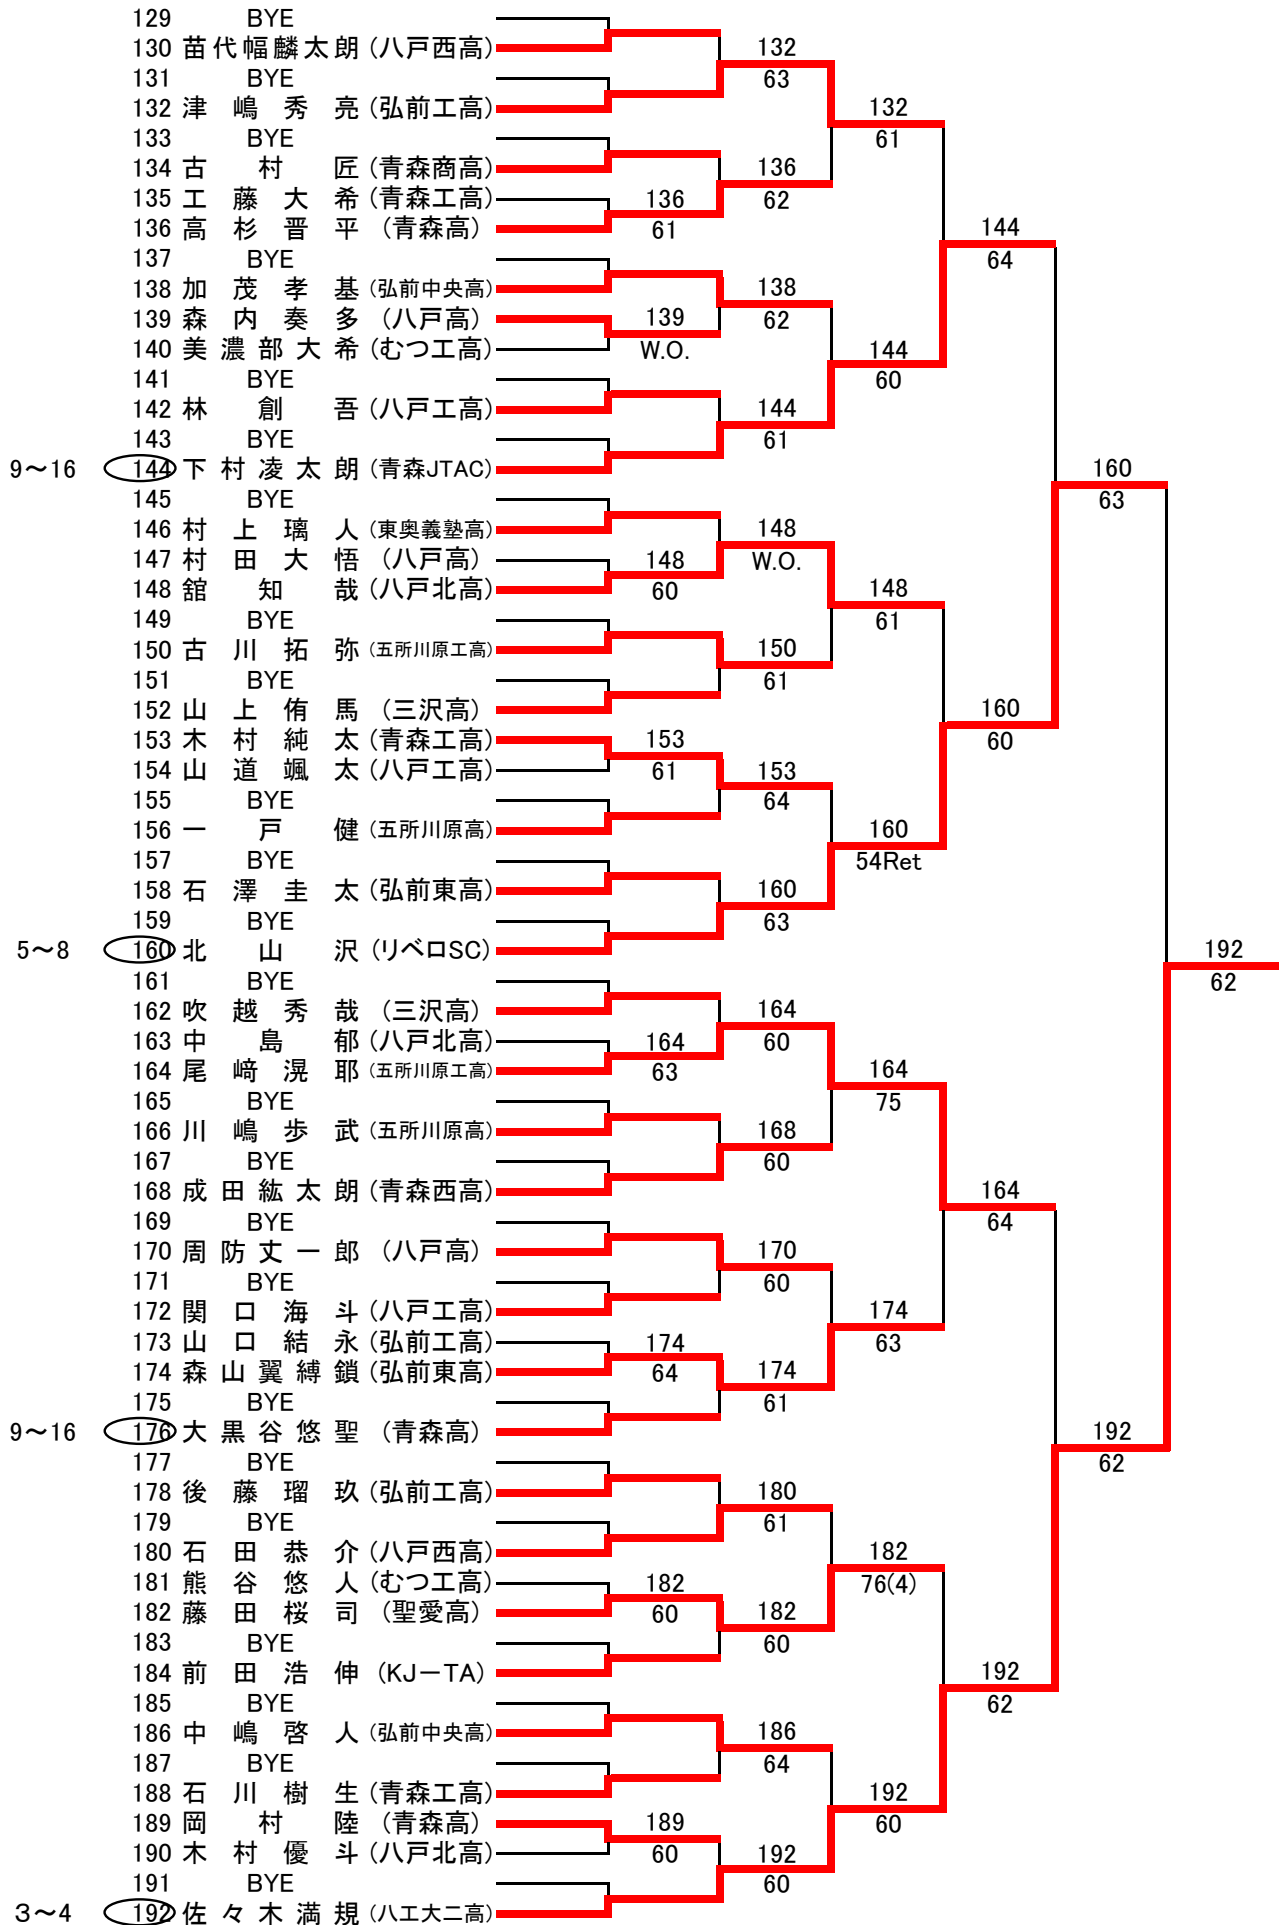 129 BYE
130 苗代幅麟太朗 (八戸西高) 132
131 BYE 63
132 津嶋秀亮 (弘前工高) 132
133 BYE 61
134 古村匠 (青森商高) 136
135 工藤大希 (青森工高) 136 62
136 高杉晋平 (青森高) 61 144
137 BYE 64
138 加茂孝基 (弘前中央高) 138
139 森内奏多 (八戸高) 139 62
140 美濃部大希 (むつ工高) W.O. 144
141 BYE 60
142 林創吾 (八戸工高) 144
143 BYE 61
9～16 144 下村凌太朗 (青森JTAC) 160
145 BYE 63
146 村上璃人 (東奥義塾高) 148
147 村田大悟 (八戸高) 148 W.O.
148 舘知哉 (八戸北高) 60 148
149 BYE 61
150 古川拓弥 (五所川原工高) 150
151 BYE 61
152 山上侑馬 (三沢高) 160
153 木村純太 (青森工高) 153 60
154 山道颯太 (八戸工高) 61 153
155 BYE 64
156 一戸健 (五所川原高) 160
157 BYE 54Ret
158 石澤圭太 (弘前東高) 160
159 BYE 63
5～8 160 北山沢 (リベロSC) 192
161 BYE 62
162 吹越秀哉 (三沢高) 164
163 中島郁 (八戸北高) 164 60
164 尾﨑滉耶 (五所川原工高) 63 164
165 BYE 75
166 川嶋歩武 (五所川原高) 168
167 BYE 60
168 成田紘太朗 (青森西高) 164
169 BYE 64
170 周防丈一郎 (八戸高) 170
171 BYE 60
172 関口海斗 (八戸工高) 174
173 山口結永 (弘前工高) 174 63
174 森山翼縛鎖 (弘前東高) 64 174
175 BYE 61
9～16 176 大黒谷悠聖 (青森高) 192
177 BYE 62
178 後藤瑠玖 (弘前工高) 180
179 BYE 61
180 石田恭介 (八戸西高) 182
181 熊谷悠人 (むつ工高) 182 76(4)
182 藤田桜司 (聖愛高) 60 182
183 BYE 60
184 前田浩伸 (KJーTA) 192
185 BYE 62
186 中嶋啓人 (弘前中央高) 186
187 BYE 64
188 石川樹生 (青森工高) 192
189 岡村陸 (青森高) 189 60
190 木村優斗 (八戸北高) 60 192
191 BYE 60
3～4 192 佐々木満規 (八工大二高)